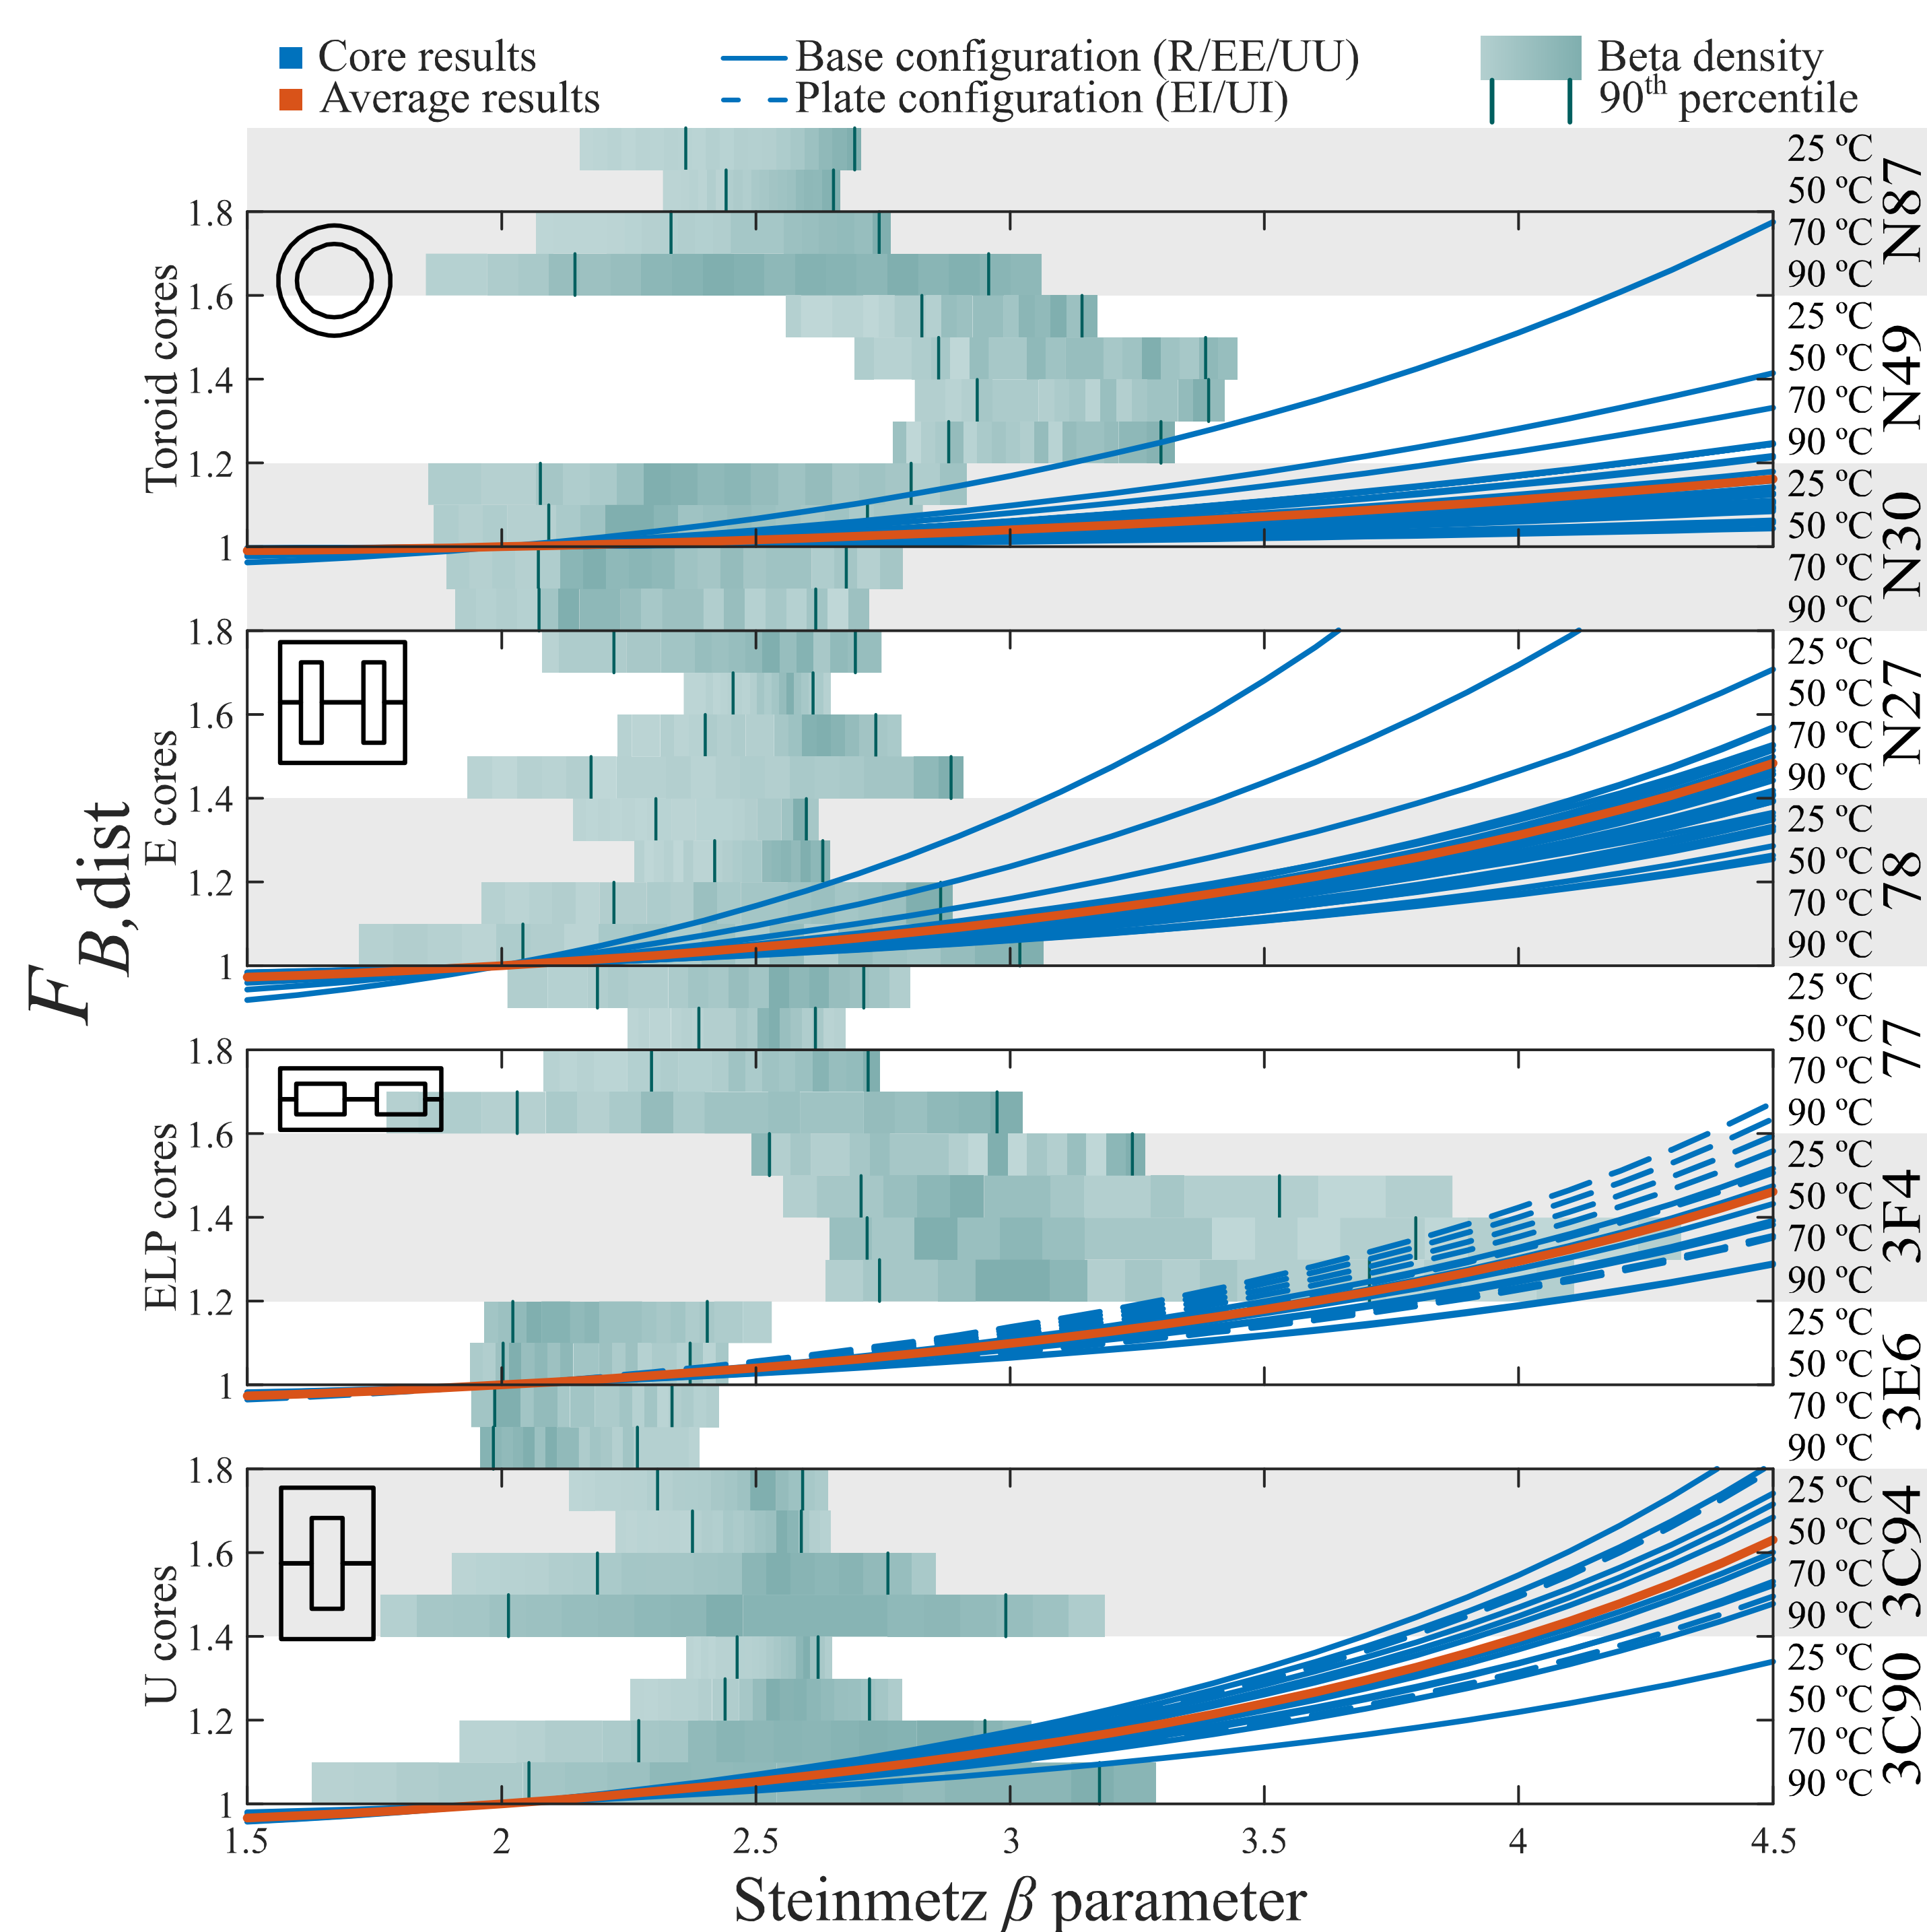 Core results
Average results
Base configuration (R/EE/UU)
Plate configuration (EI/UI)
Beta density
90th percentile
F B,dist
Toroid cores
1.8
1.6
1.4
1.2
1
E cores
1.8
1.6
1.4
1.2
1
ELP cores
1.8
1.6
1.4
1.2
1
U cores
1.8
1.6
1.4
1.2
1
1.5
2
2.5
3
3.5
4
4.5
Steinmetz β parameter
25 ºC
50 ºC
70 ºC
90 ºC
N87
25 ºC
50 ºC
70 ºC
90 ºC
N49
25 ºC
50 ºC
70 ºC
90 ºC
N30
25 ºC
50 ºC
70 ºC
90 ºC
N27
25 ºC
50 ºC
70 ºC
90 ºC
78
25 ºC
50 ºC
70 ºC
90 ºC
77
25 ºC
50 ºC
70 ºC
90 ºC
3F4
25 ºC
50 ºC
70 ºC
90 ºC
3E6
25 ºC
50 ºC
70 ºC
90 ºC
3C94
25 ºC
50 ºC
70 ºC
90 ºC
3C90